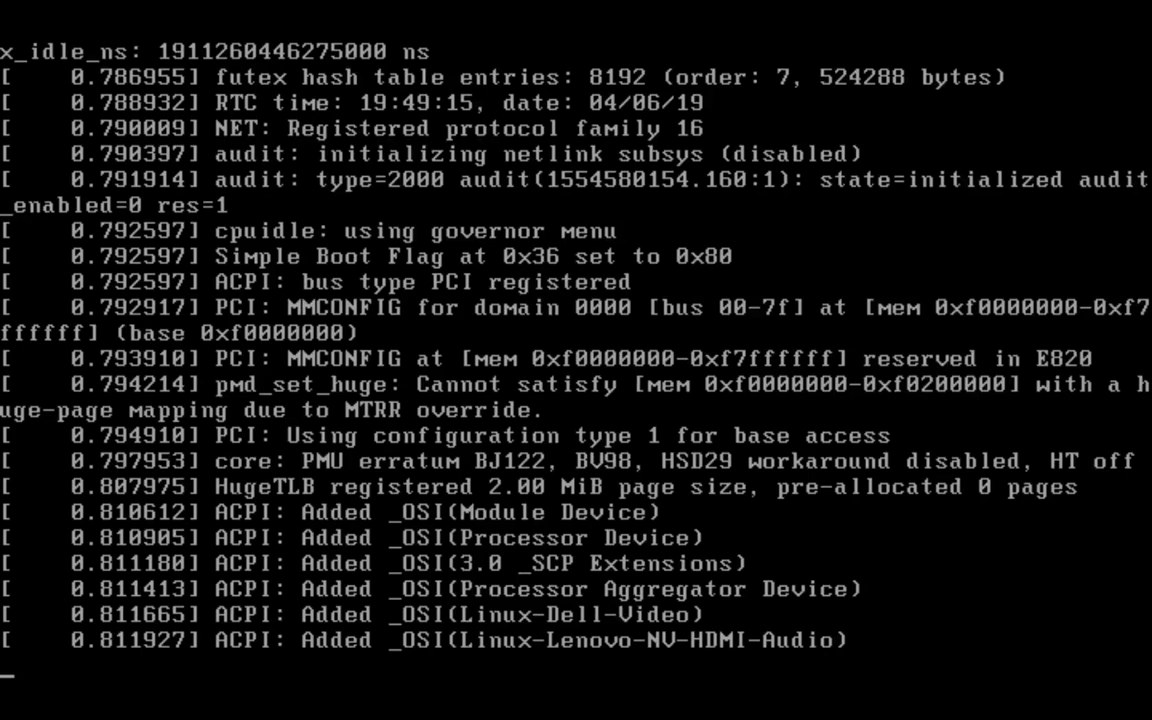 x_idle_ns: 1911260446275000 ns
[    0.786955] futex hash table entries: 8192 (order: 7, 524288 bytes)
[    0.788932] RTC time: 19:49:15, date: 04/06/19
[    0.790009] NET: Registered protocol family 16
[    0.790397] audit: initializing netlink subsys (disabled)
[    0.791914] audit: type=2000 audit(1554580154.160:1): state=initialized audit
_enabled=0 res=1
[    0.792597] cpuidle: using governor menu
[    0.792597] Simple Boot Flag at 0x36 set to 0x80
[    0.792597] ACPI: bus type PCI registered
[    0.792917] PCI: MMCONFIG for domain 0000 [bus 00-7f] at [mem 0xf0000000-0xf7
ffffff] (base 0xf0000000)
[    0.793910] PCI: MMCONFIG at [mem 0xf0000000-0xf7ffffff] reserved in E820
[    0.794214] pmd_set_huge: Cannot satisfy [mem 0xf0000000-0xf0200000] with a h
uge-page mapping due to MTRR override.
[    0.794910] PCI: Using configuration type 1 for base access
[    0.797953] core: PMU erratum BJ122, BV98, HSD29 workaround disabled, HT off
[    0.807975] HugeTLB registered 2.00 MiB page size, pre-allocated 0 pages
[    0.810612] ACPI: Added _OSI(Module Device)
[    0.810905] ACPI: Added _OSI(Processor Device)
[    0.811180] ACPI: Added _OSI(3.0 _SCP Extensions)
[    0.811413] ACPI: Added _OSI(Processor Aggregator Device)
[    0.811665] ACPI: Added _OSI(Linux-Dell-Video)
[    0.811927] ACPI: Added _OSI(Linux-Lenovo-NV-HDMI-Audio)